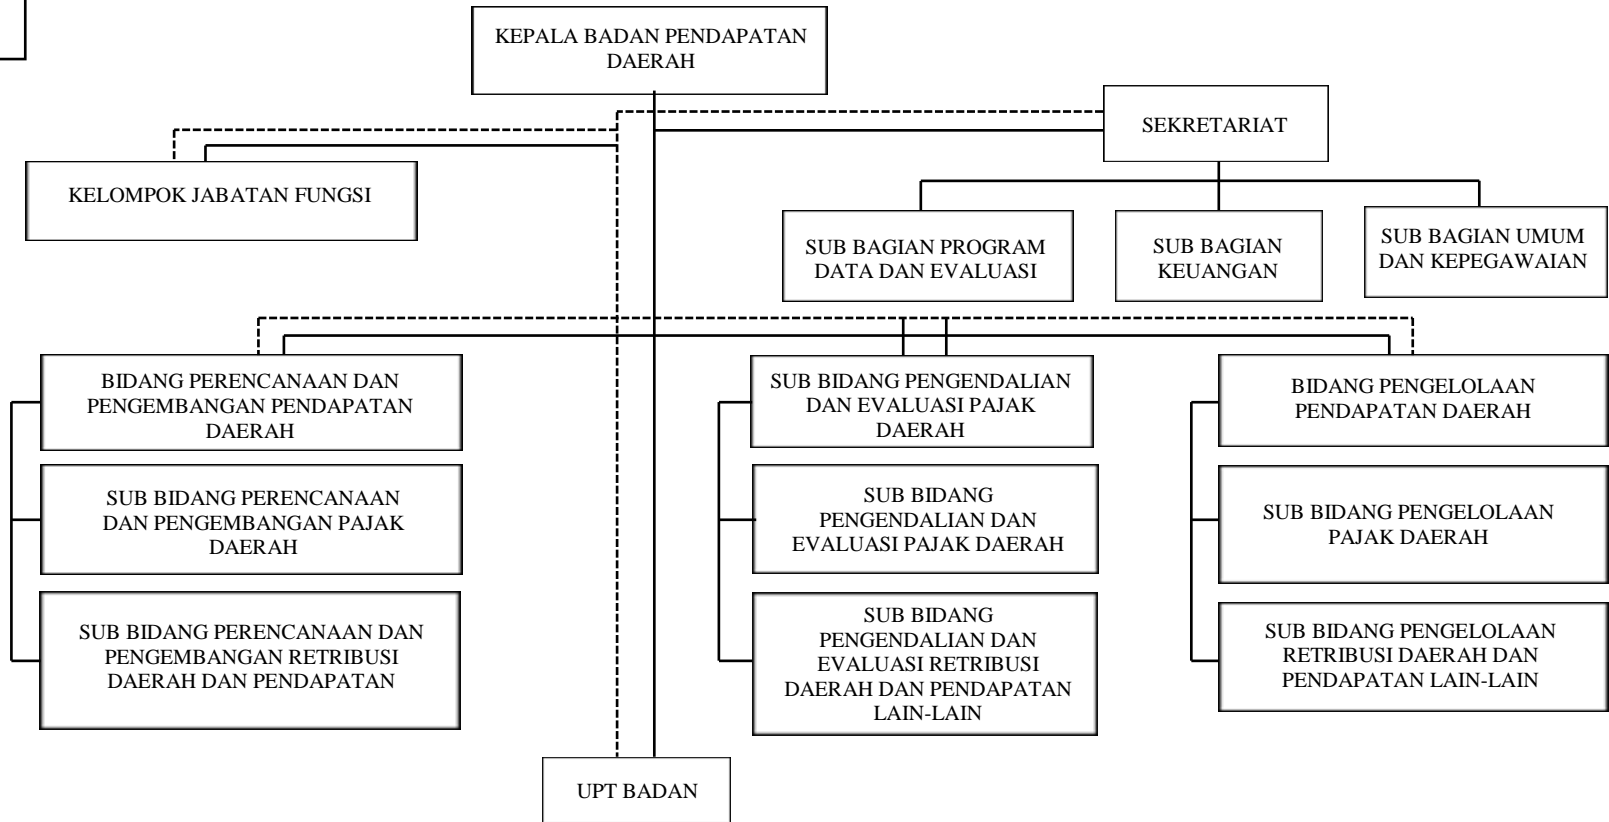 KEPALA BADAN PENDAPATAN
DAERAH
SEKRETARIAT
KELOMPOK JABATAN FUNGSI
SUB BAGIAN PROGRAM
DATA DAN EVALUASI
SUB BAGIAN
KEUANGAN
SUB BAGIAN UMUM
DAN KEPEGAWAIAN
BIDANG PERENCANAAN DAN
PENGEMBANGAN PENDAPATAN
DAERAH
SUB BIDANG PENGENDALIAN
DAN EVALUASI PAJAK
DAERAH
BIDANG PENGELOLAAN
PENDAPATAN DAERAH
SUB BIDANG PERENCANAAN
DAN PENGEMBANGAN PAJAK
DAERAH
SUB BIDANG
PENGENDALIAN DAN
EVALUASI PAJAK DAERAH
SUB BIDANG PENGELOLAAN
PAJAK DAERAH
SUB BIDANG PERENCANAAN DAN
PENGEMBANGAN RETRIBUSI
DAERAH DAN PENDAPATAN
SUB BIDANG
PENGENDALIAN DAN
EVALUASI RETRIBUSI
DAERAH DAN PENDAPATAN
LAIN-LAIN
SUB BIDANG PENGELOLAAN
RETRIBUSI DAERAH DAN
PENDAPATAN LAIN-LAIN
UPT BADAN